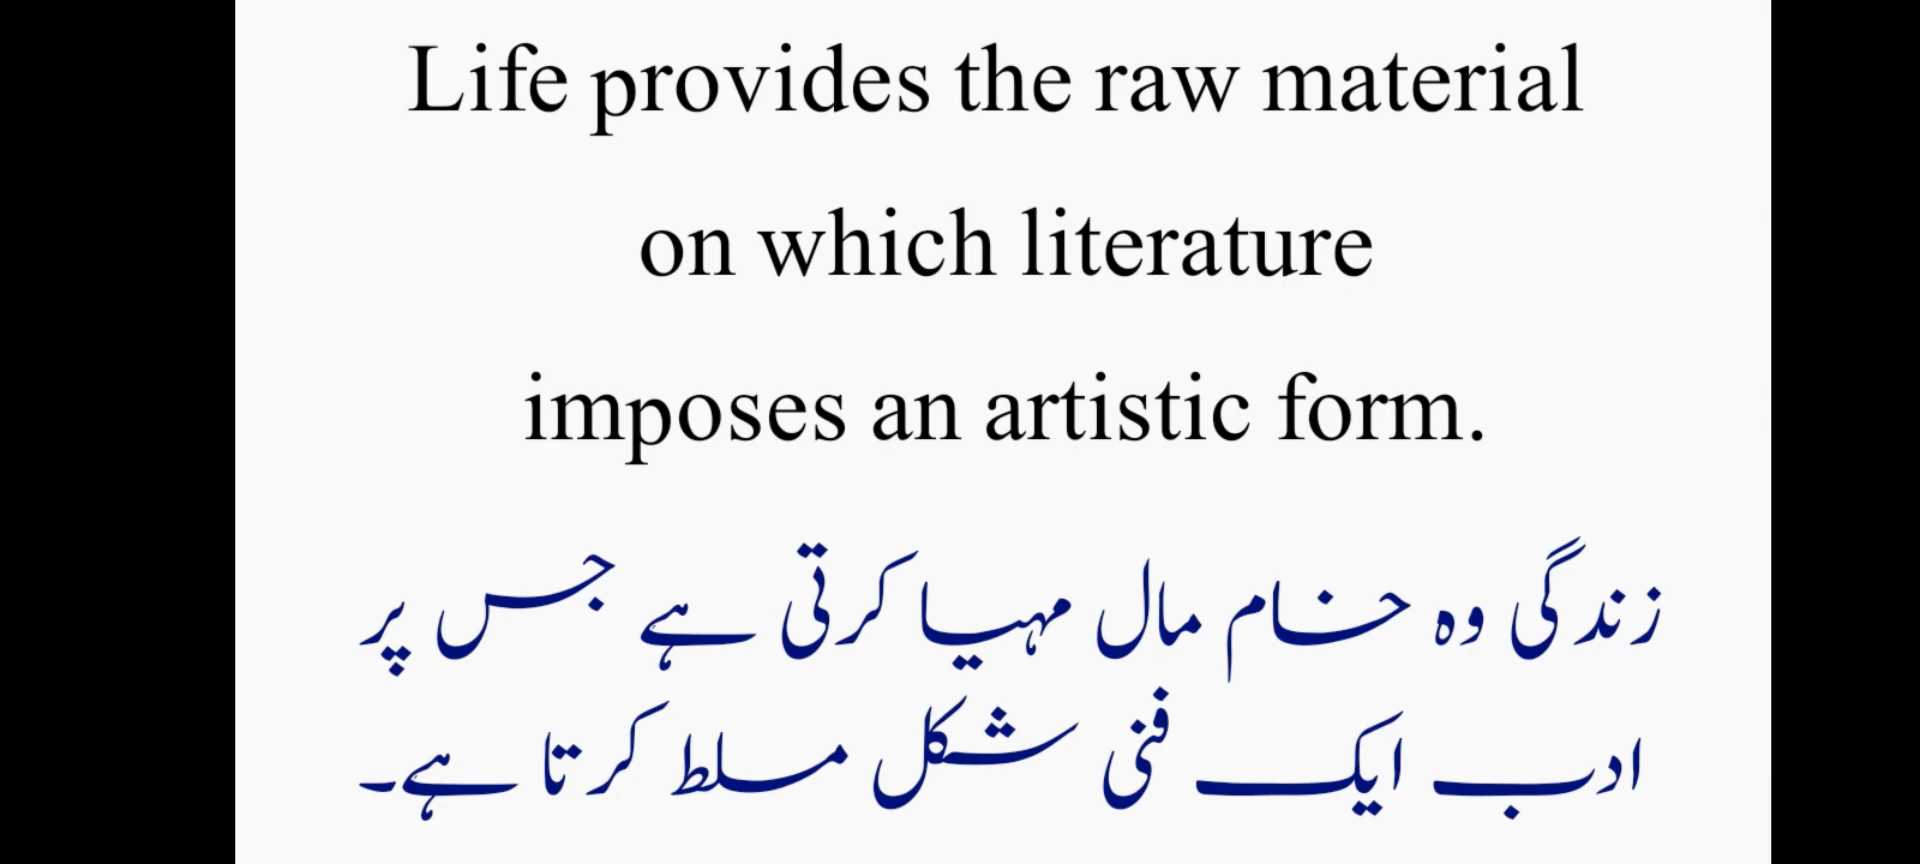 Life provides the raw material
on which literature
imposes an artistic form.
زندگی وہ خام مال مہیا کرتی ہے جس پر
ادب ایک فنی شکل مسلط کرتا ہے۔